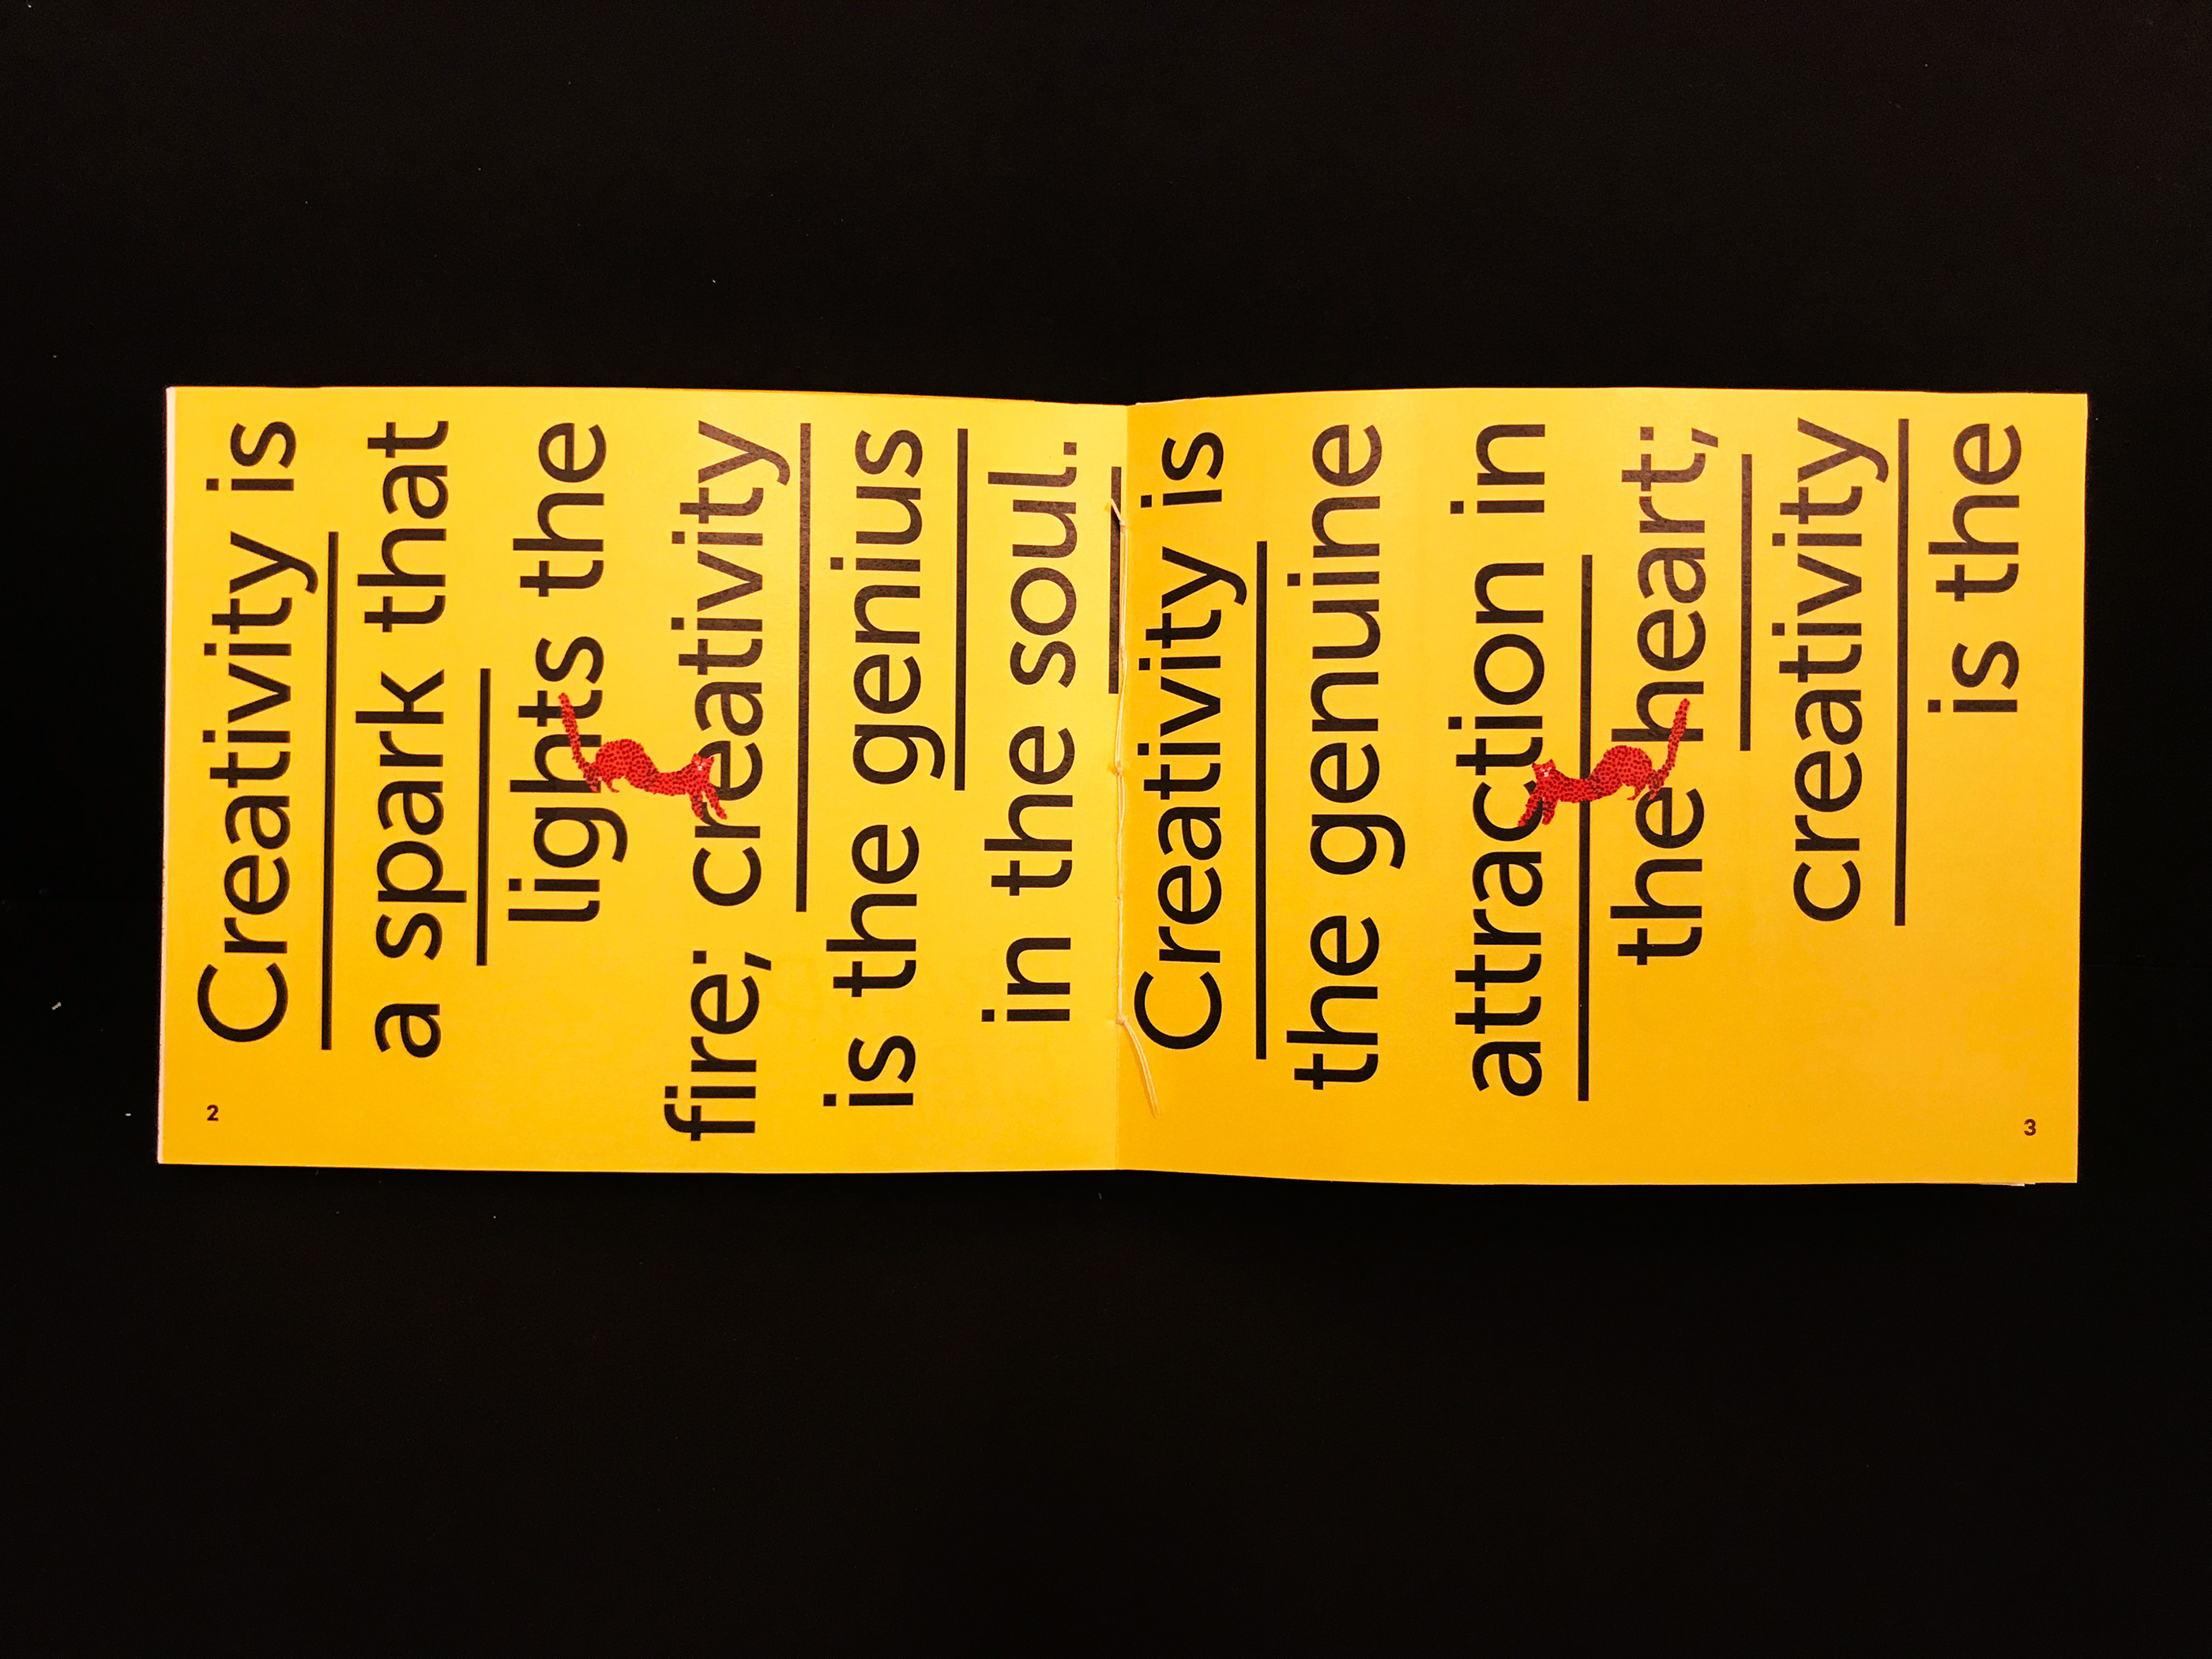 Creativity is
a spark that
lights the
fire; creativity
is the genius
in the soul.
2
Creativity is
the genuine
attraction in
the heart;
creativity
is the
3